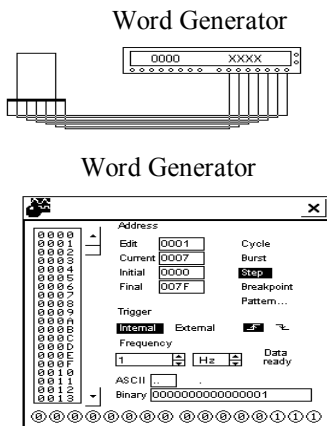 Word Generator
0000 XXXX
Word Generator
Address
Edit 0001 Cycle
Current 0007 Burst
Initial 0000 Step
Final 007F Breakpoint
Pattern...
Trigger
Internal External
Frequency
1 Hz Data ready
ASCII .. .
Binary 0000000000000001
0000
0001
0002
0003
0004
0005
0006
0007
0008
0009
000A
000B
000C
000D
000E
000F
0010
0011
0012
0013
0000000000000111